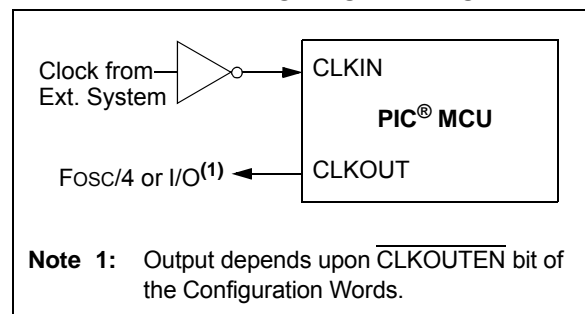 Clock from
Ext. System
CLKIN
PIC® MCU
FOSC/4 or I/O(1)
CLKOUT
Note 1: Output depends upon CLKOUTEN bit of
the Configuration Words.